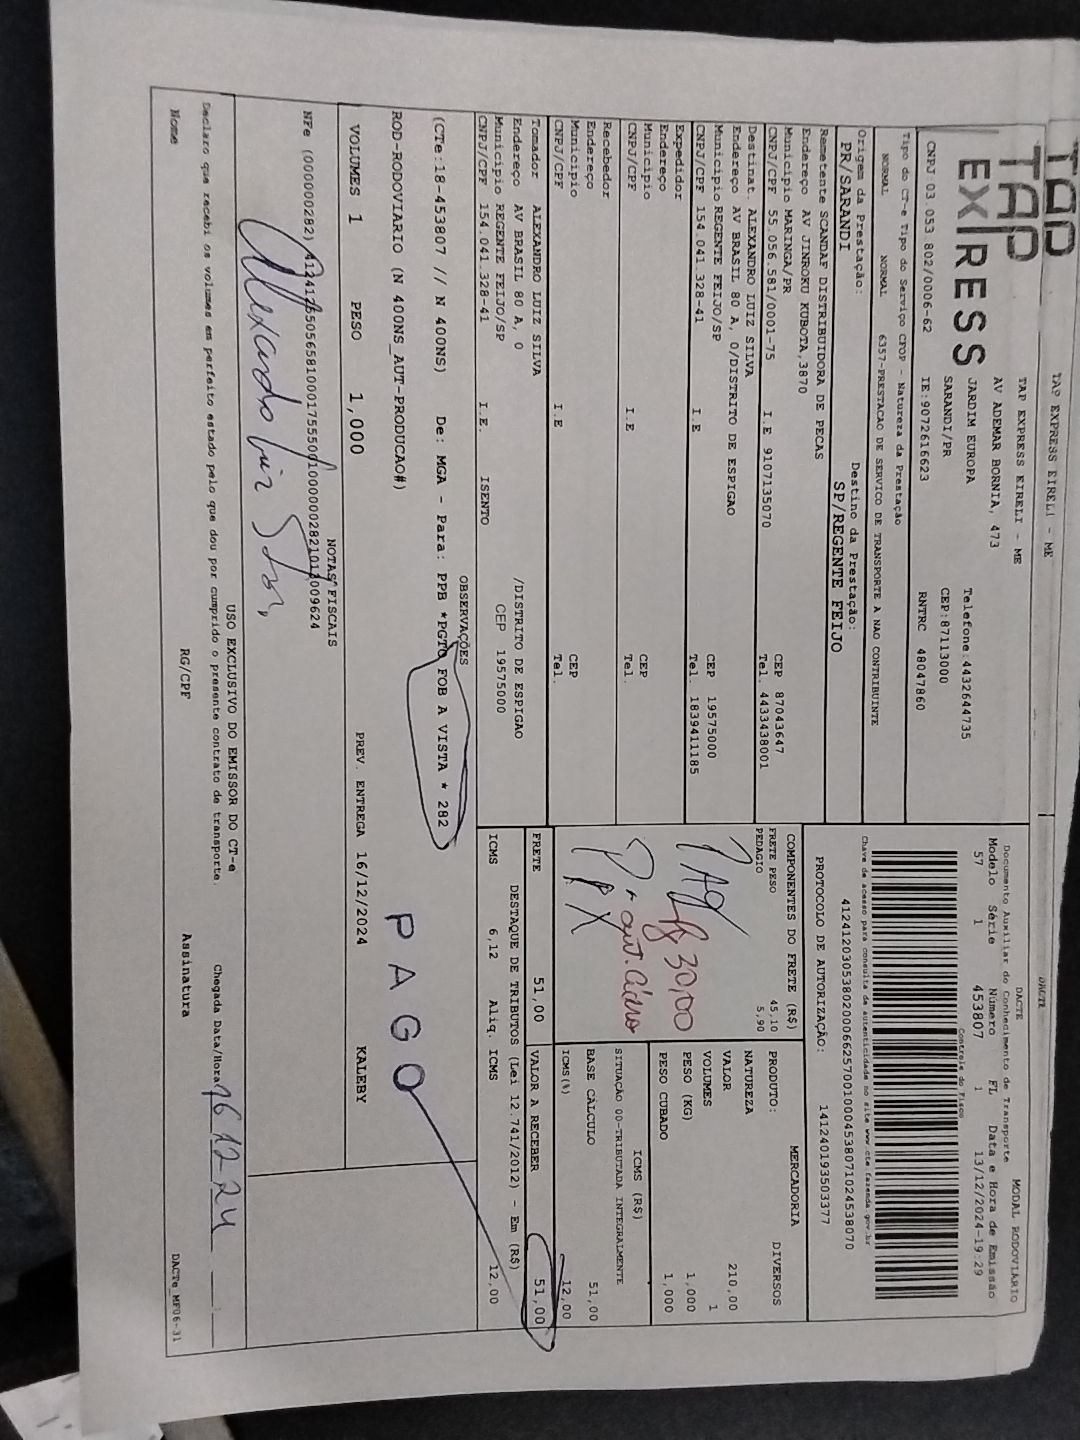 TAP EXPRESS EIRELI - ME
DACTE
TAP
EXPRESS
TAP EXPRESS EIRELI - ME
AV ADEMAR BORNIA, 473
JARDIM EUROPA
SARANDI/PR
Telefone:4432644735
CEP:87113000
CNPJ:03.053.802/0006-62 IE:9072616623 RNTRC 48047860
Tipo do CT-e Tipo do Serviço CFOP - Natureza da Prestação
NORMAL NORMAL 6357-PRESTACAO DE SERVICO DE TRANSPORTE A NAO CONTRIBUINTE
Origem da Prestação: Destino da Prestação:
PR/SARANDI SP/REGENTE FEIJO
DACTE MODAL RODOVIÁRIO
Documento Auxiliar do Conhecimento de Transporte
Modelo Série Número FL Data e Hora de Emissão
57 1 453807 1 13/12/2024-19:29
Controle do Fisco
Chave de acesso para consulta de autenticidade no site www.cte.fazenda.gov.br
PROTOCOLO DE AUTORIZAÇÃO: 141240193503377
Remetente SCANDAF DISTRIBUIDORA DE PECAS
Endereço AV JINROKU KUBOTA,3870
Município MARINGA/PR CEP 87043647
CNPJ/CPF 55.056.581/0001-75 I.E 9107135070 Tel. 4433438001
Destinat. ALEXANDRO LUIZ SILVA
Endereço AV BRASIL 80 A, 0/DISTRITO DE ESPIGAO
Município REGENTE FEIJO/SP CEP 19575000
CNPJ/CPF 154.041.328-41 I.E Tel. 1839411185
Expedidor
Endereço
Município CEP
CNPJ/CPF I.E Tel.
Recebedor
Endereço
Município CEP
CNPJ/CPF I.E Tel.
Tomador ALEXANDRO LUIZ SILVA
Endereço AV BRASIL 80 A, 0 /DISTRITO DE ESPIGAO
Município REGENTE FEIJO/SP CEP 19575000
CNPJ/CPF 154.041.328-41 I.E. ISENTO
COMPONENTES DO FRETE (R$)
FRETE PESO 45,10
PEDAGIO 5,90
R$ 30,00
FRETE 51,00
MERCADORIA
PRODUTO: DIVERSOS
NATUREZA
VALOR 210,00
VOLUMES 1
PESO (KG) 1,000
PESO CUBADO 1,000
ICMS (R$)
SITUAÇÃO 00-TRIBUTADA INTEGRALMENTE
BASE CÁLCULO 51,00
ICMS(%) 12,00
VALOR A RECEBER 51,00
DESTAQUE DE TRIBUTOS (Lei 12.741/2012) - Em (R$)
ICMS 6,12 Aliq. ICMS 12,00
OBSERVAÇÕES
(CTe:18-453807 // N 400NS) De: MGA - Para: PPB *PGTO FOB A VISTA * 282
ROD-RODOVIARIO (N 400NS_AUT-PRODUCAO#)
PAGO
VOLUMES 1 PESO 1,000 PREV. ENTREGA 16/12/2024 KALEBY
NOTAS FISCAIS
NFe (000000282)
USO EXCLUSIVO DO EMISSOR DO CT-e
Declaro que recebi os volumes em perfeito estado pelo que dou por cumprido o presente contrato de transporte. Chegada Data/Hora 16 12 24
Nome RG/CPF Assinatura DACTe_MF06-31